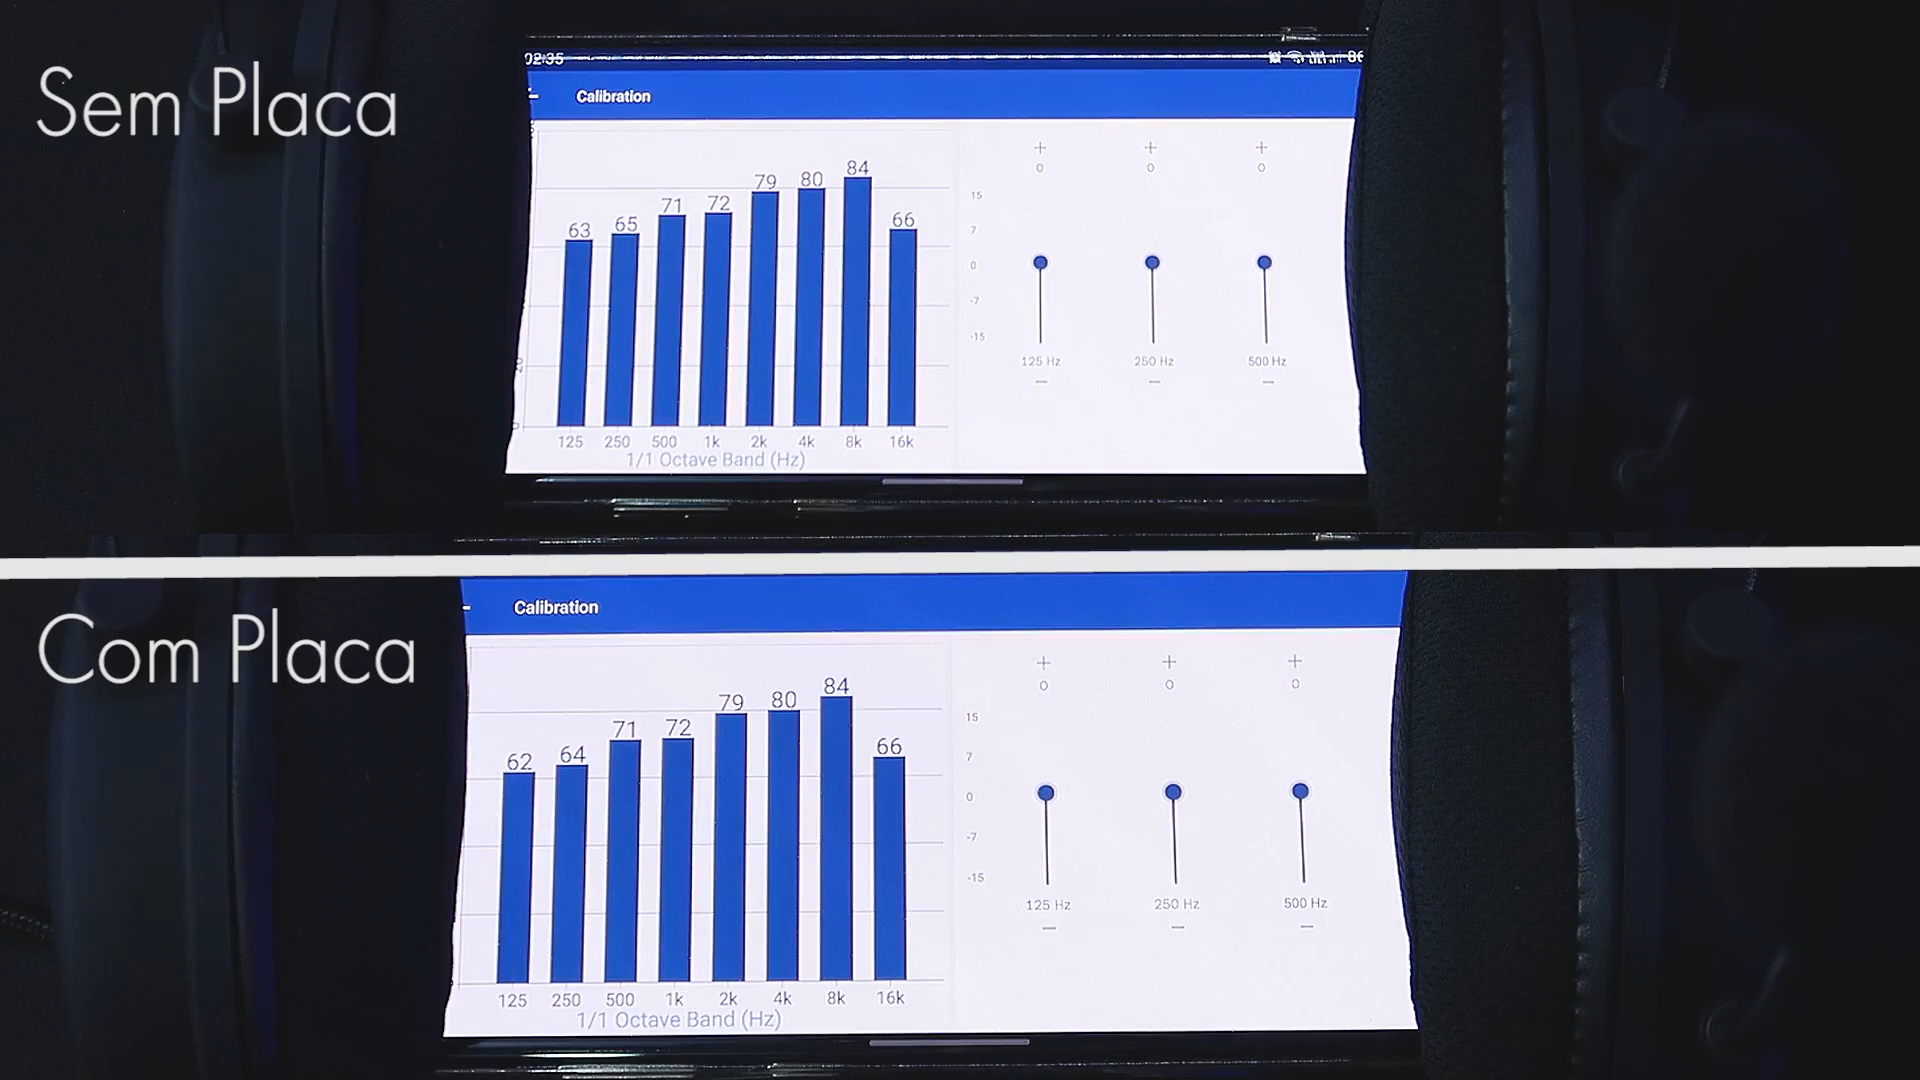 Sem Placa
02:35
86
Calibration
63 65 71 72 79 80 84 66
20
0
125 250 500 1k 2k 4k 8k 16k
1/1 Octave Band (Hz)
+ + +
0 0 0
15
7
0
-7
-15
125 Hz 250 Hz 500 Hz
− − −
Com Placa
Calibration
62 64 71 72 79 80 84 66
125 250 500 1k 2k 4k 8k 16k
1/1 Octave Band (Hz)
+ + +
0 0 0
15
7
0
-7
-15
125 Hz 250 Hz 500 Hz
− − −